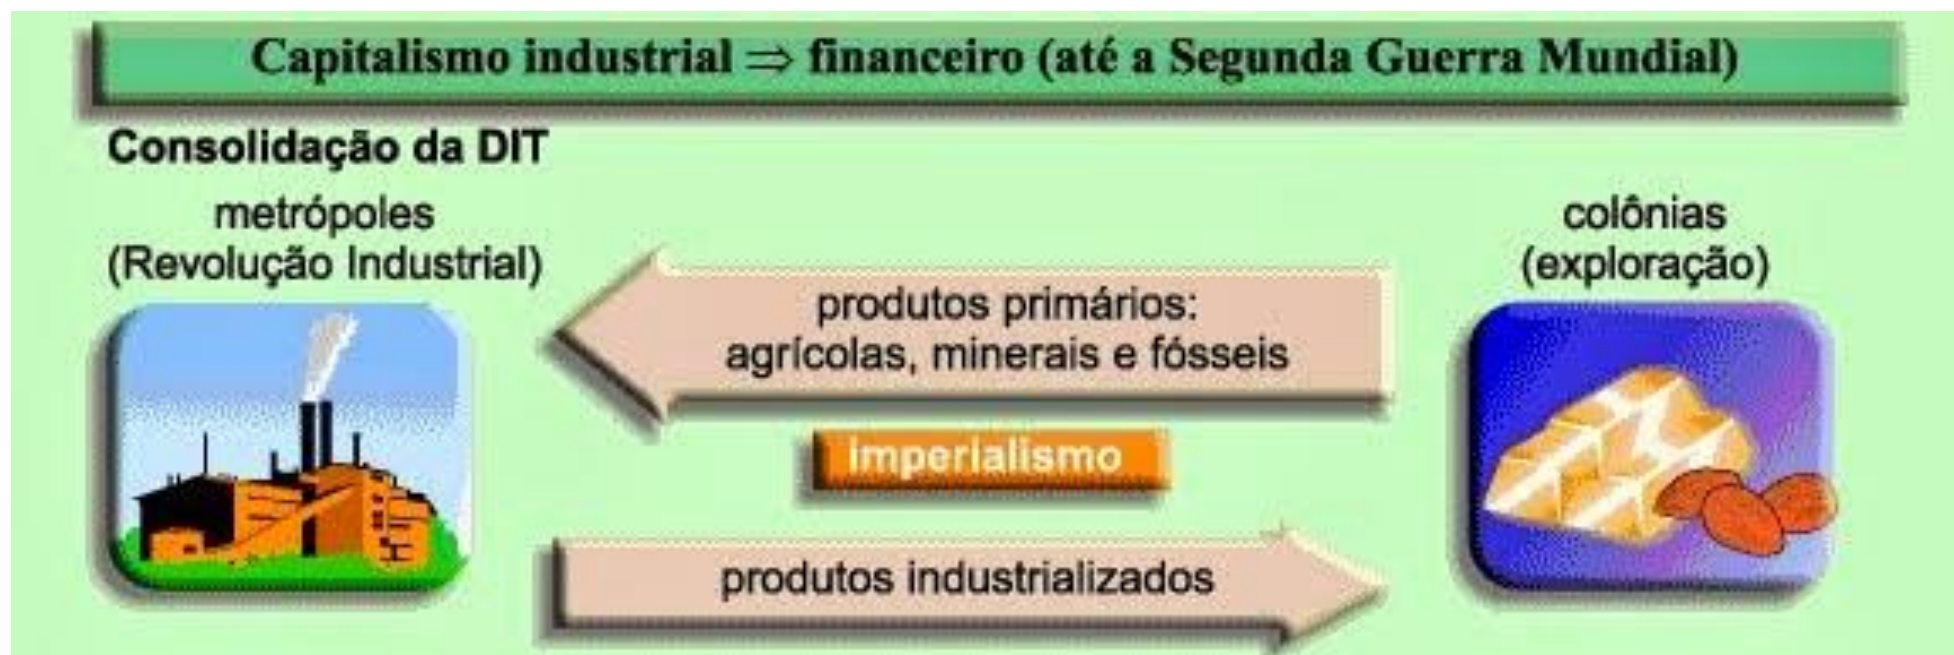 Capitalismo industrial ⇒ financeiro (até a Segunda Guerra Mundial)
Consolidação da DIT
metrópoles
(Revolução Industrial)
colônias
(exploração)
produtos primários:
agrícolas, minerais e fósseis
imperialismo
produtos industrializados